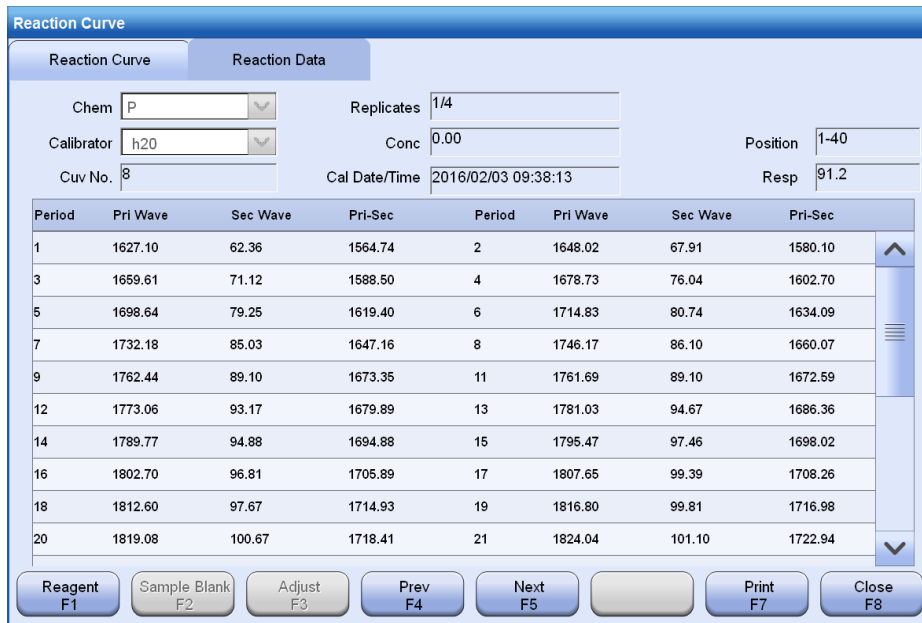 Reaction Curve
Reaction Curve Reaction Data
Chem P Replicates 1/4
Calibrator h20 Conc 0.00 Position 1-40
Cuv No. 8 Cal Date/Time 2016/02/03 09:38:13 Resp 91.2
Period Pri Wave Sec Wave Pri-Sec Period Pri Wave Sec Wave Pri-Sec
1 1627.10 62.36 1564.74 2 1648.02 67.91 1580.10
3 1659.61 71.12 1588.50 4 1678.73 76.04 1602.70
5 1698.64 79.25 1619.40 6 1714.83 80.74 1634.09
7 1732.18 85.03 1647.16 8 1746.17 86.10 1660.07
9 1762.44 89.10 1673.35 11 1761.69 89.10 1672.59
12 1773.06 93.17 1679.89 13 1781.03 94.67 1686.36
14 1789.77 94.88 1694.88 15 1795.47 97.46 1698.02
16 1802.70 96.81 1705.89 17 1807.65 99.39 1708.26
18 1812.60 97.67 1714.93 19 1816.80 99.81 1716.98
20 1819.08 100.67 1718.41 21 1824.04 101.10 1722.94
Reagent Sample Blank Adjust Prev Next Print Close
F1 F2 F3 F4 F5 F7 F8